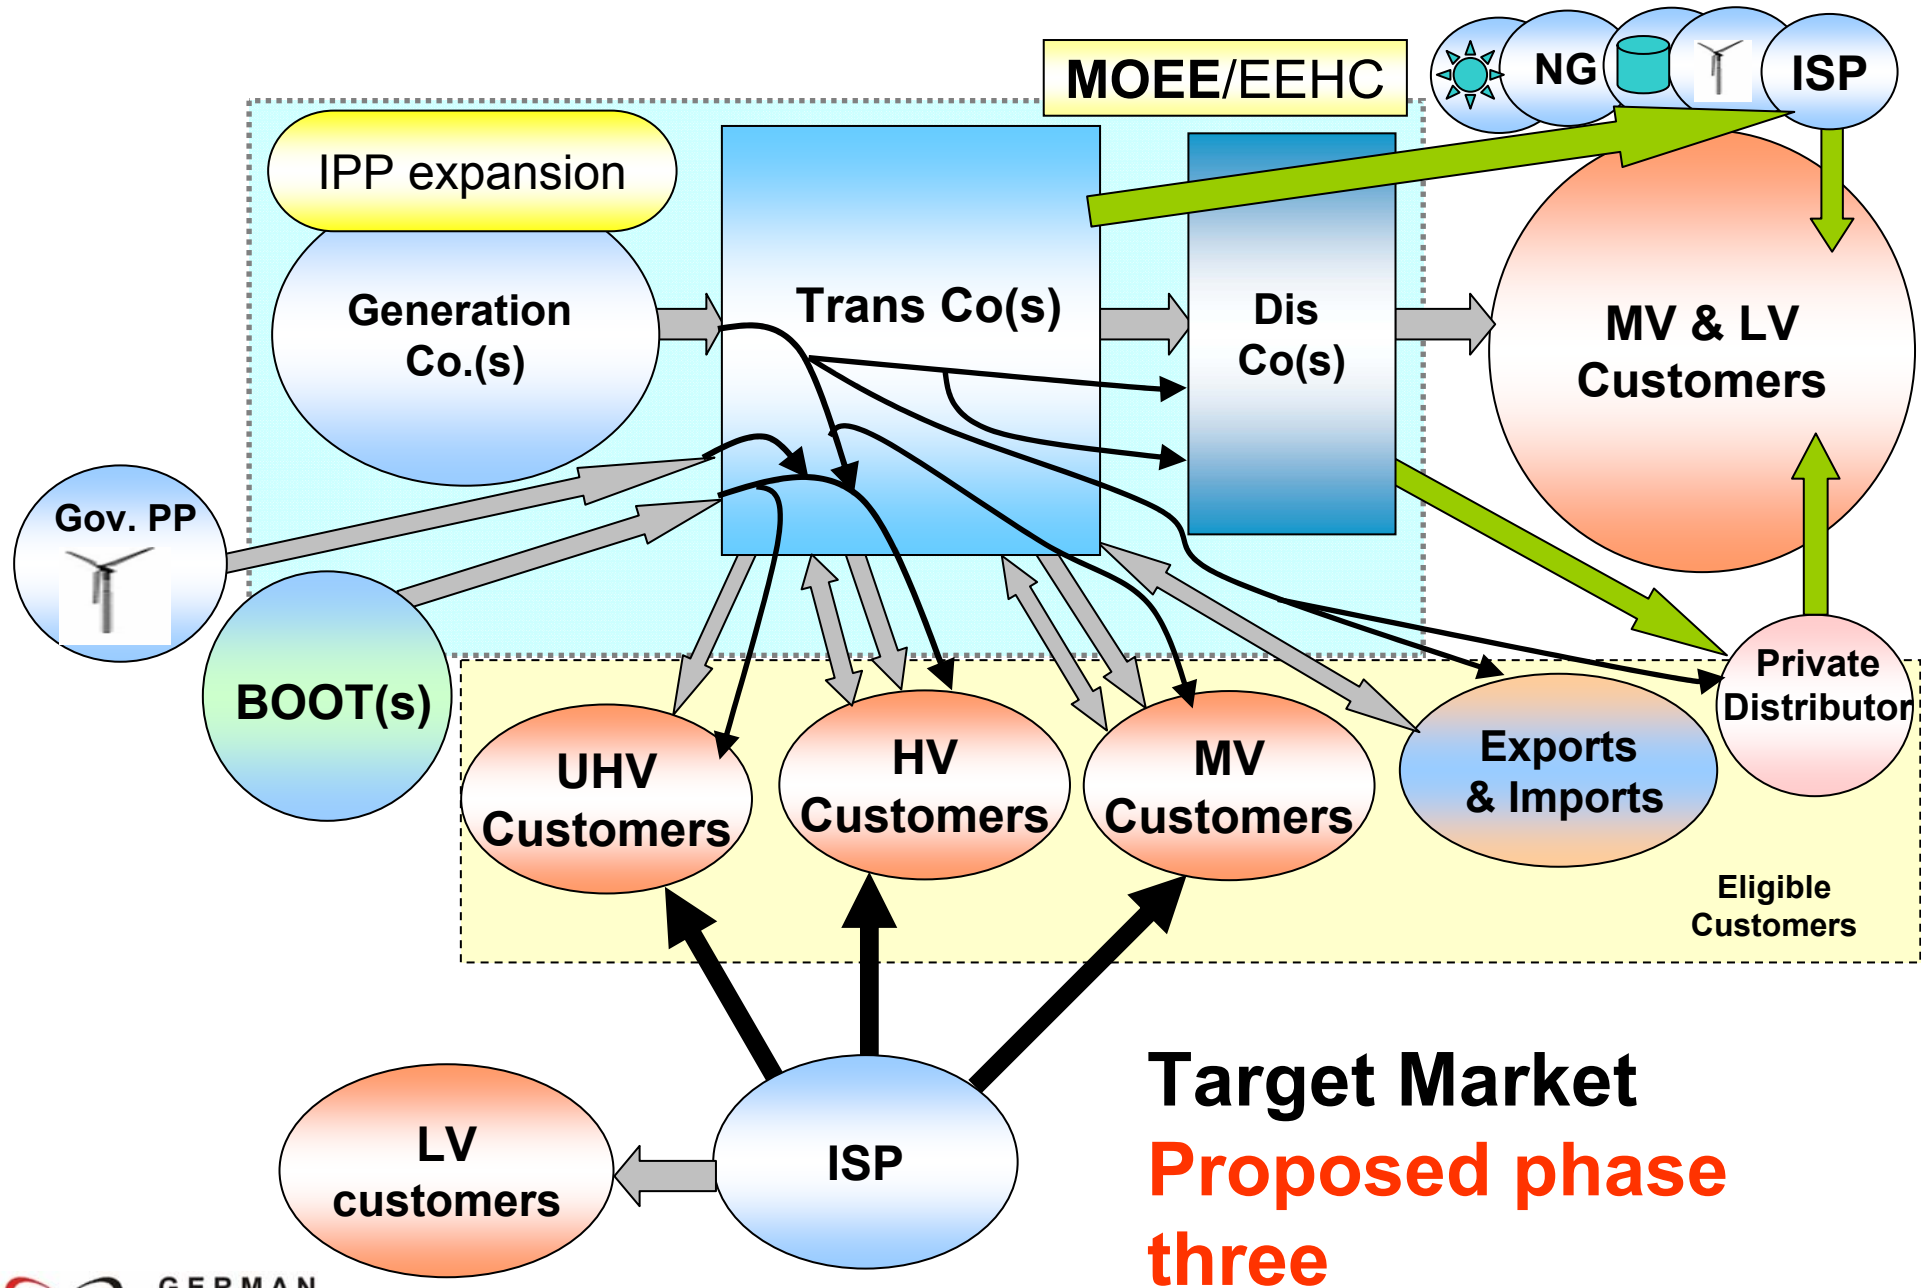 MOEE/EEHC
NG
ISP
IPP expansion
Generation
Co.(s)
Trans Co(s)
Dis
Co(s)
MV & LV
Customers
Gov. PP
BOOT(s)
Private
Distributor
UHV
Customers
HV
Customers
MV
Customers
Exports
& Imports
Eligible
Customers
LV
customers
ISP
Target Market
Proposed phase
three
GERMAN